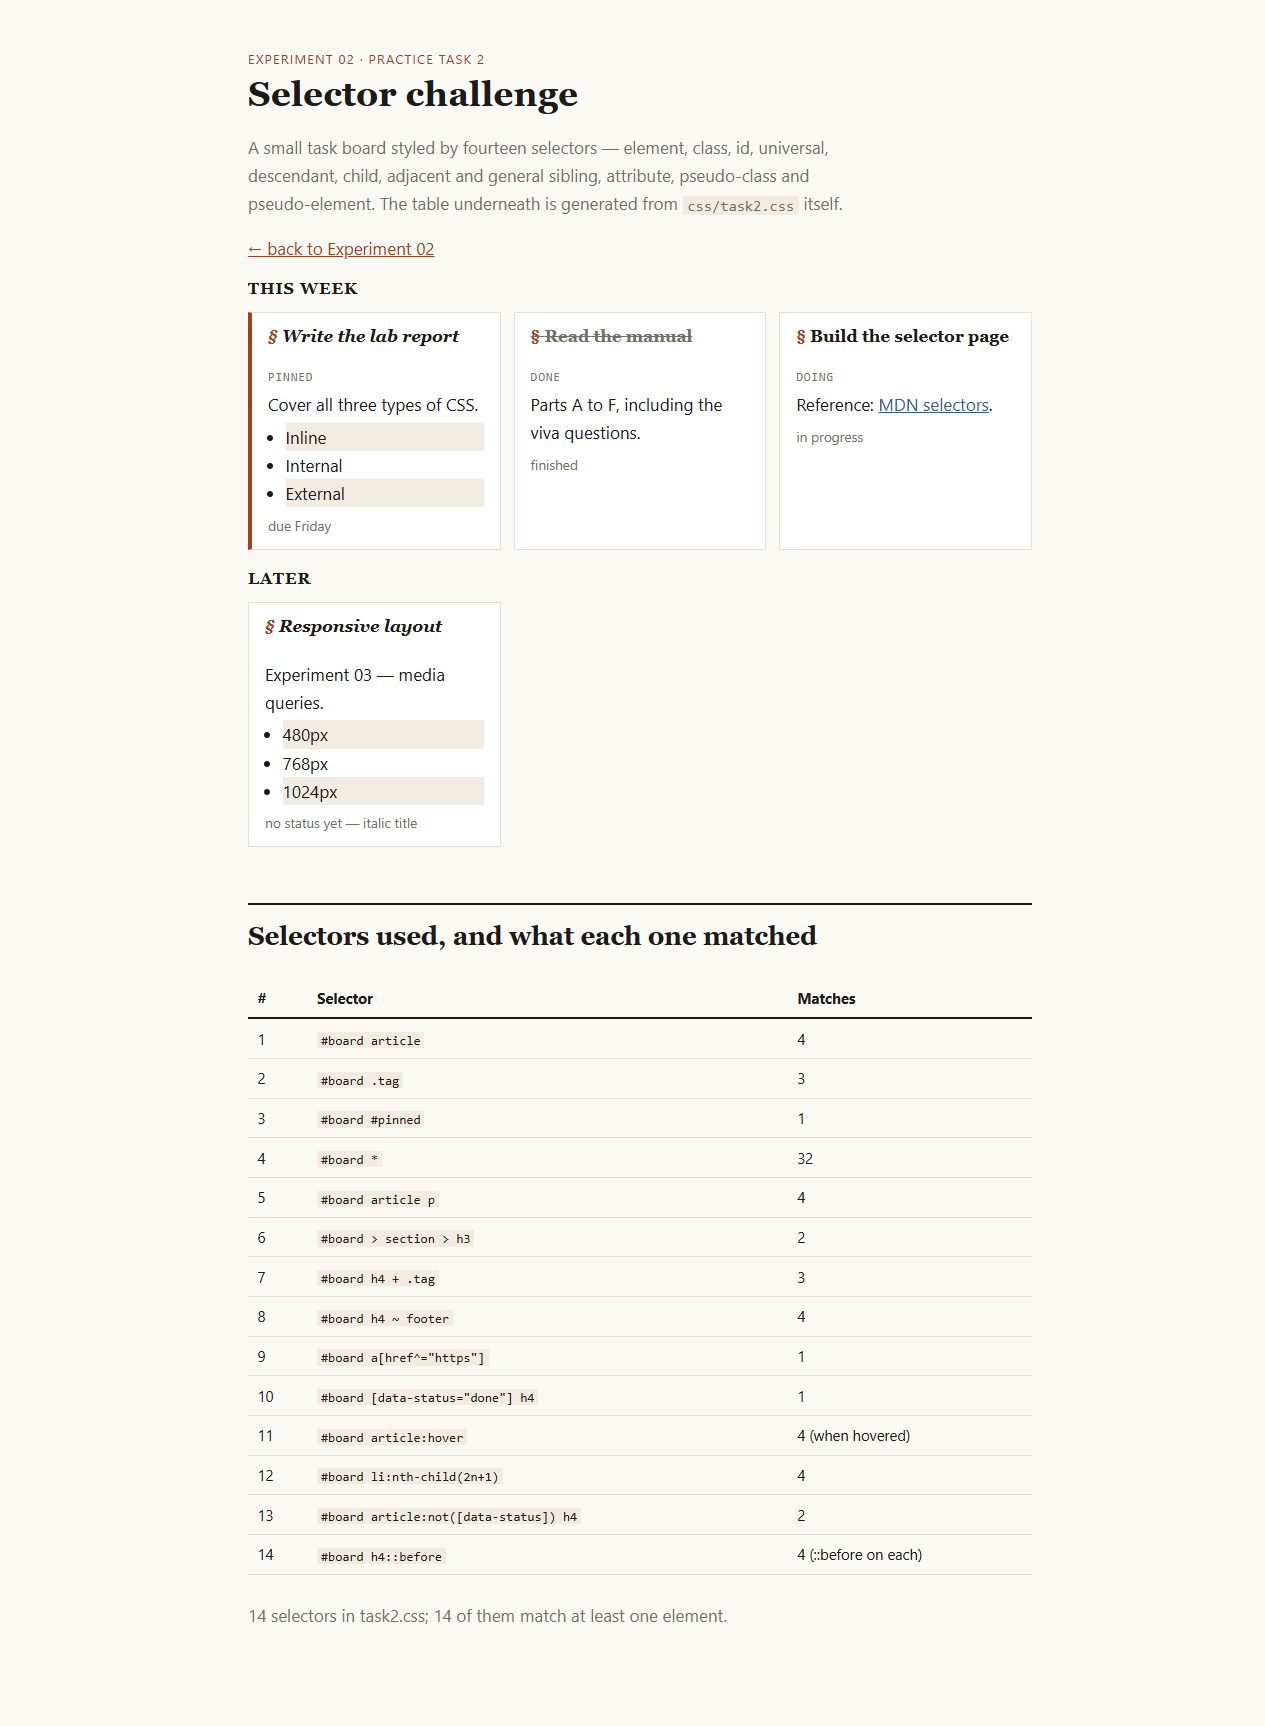 EXPERIMENT 02 · PRACTICE TASK 2
Selector challenge
A small task board styled by fourteen selectors — element, class, id, universal,
descendant, child, adjacent and general sibling, attribute, pseudo-class and
pseudo-element. The table underneath is generated from css/task2.css itself.
← back to Experiment 02
THIS WEEK
§ Write the lab report
PINNED
Cover all three types of CSS.
• Inline
• Internal
• External
due Friday
§ Read the manual
DONE
Parts A to F, including the
viva questions.
finished
§ Build the selector page
DOING
Reference: MDN selectors.
in progress
LATER
§ Responsive layout
Experiment 03 — media
queries.
• 480px
• 768px
• 1024px
no status yet — italic title
Selectors used, and what each one matched
# Selector Matches
1 #board article 4
2 #board .tag 3
3 #board #pinned 1
4 #board * 32
5 #board article p 4
6 #board > section > h3 2
7 #board h4 + .tag 3
8 #board h4 ~ footer 4
9 #board a[href^="https"] 1
10 #board [data-status="done"] h4 1
11 #board article:hover 4 (when hovered)
12 #board li:nth-child(2n+1) 4
13 #board article:not([data-status]) h4 2
14 #board h4::before 4 (::before on each)
14 selectors in task2.css; 14 of them match at least one element.